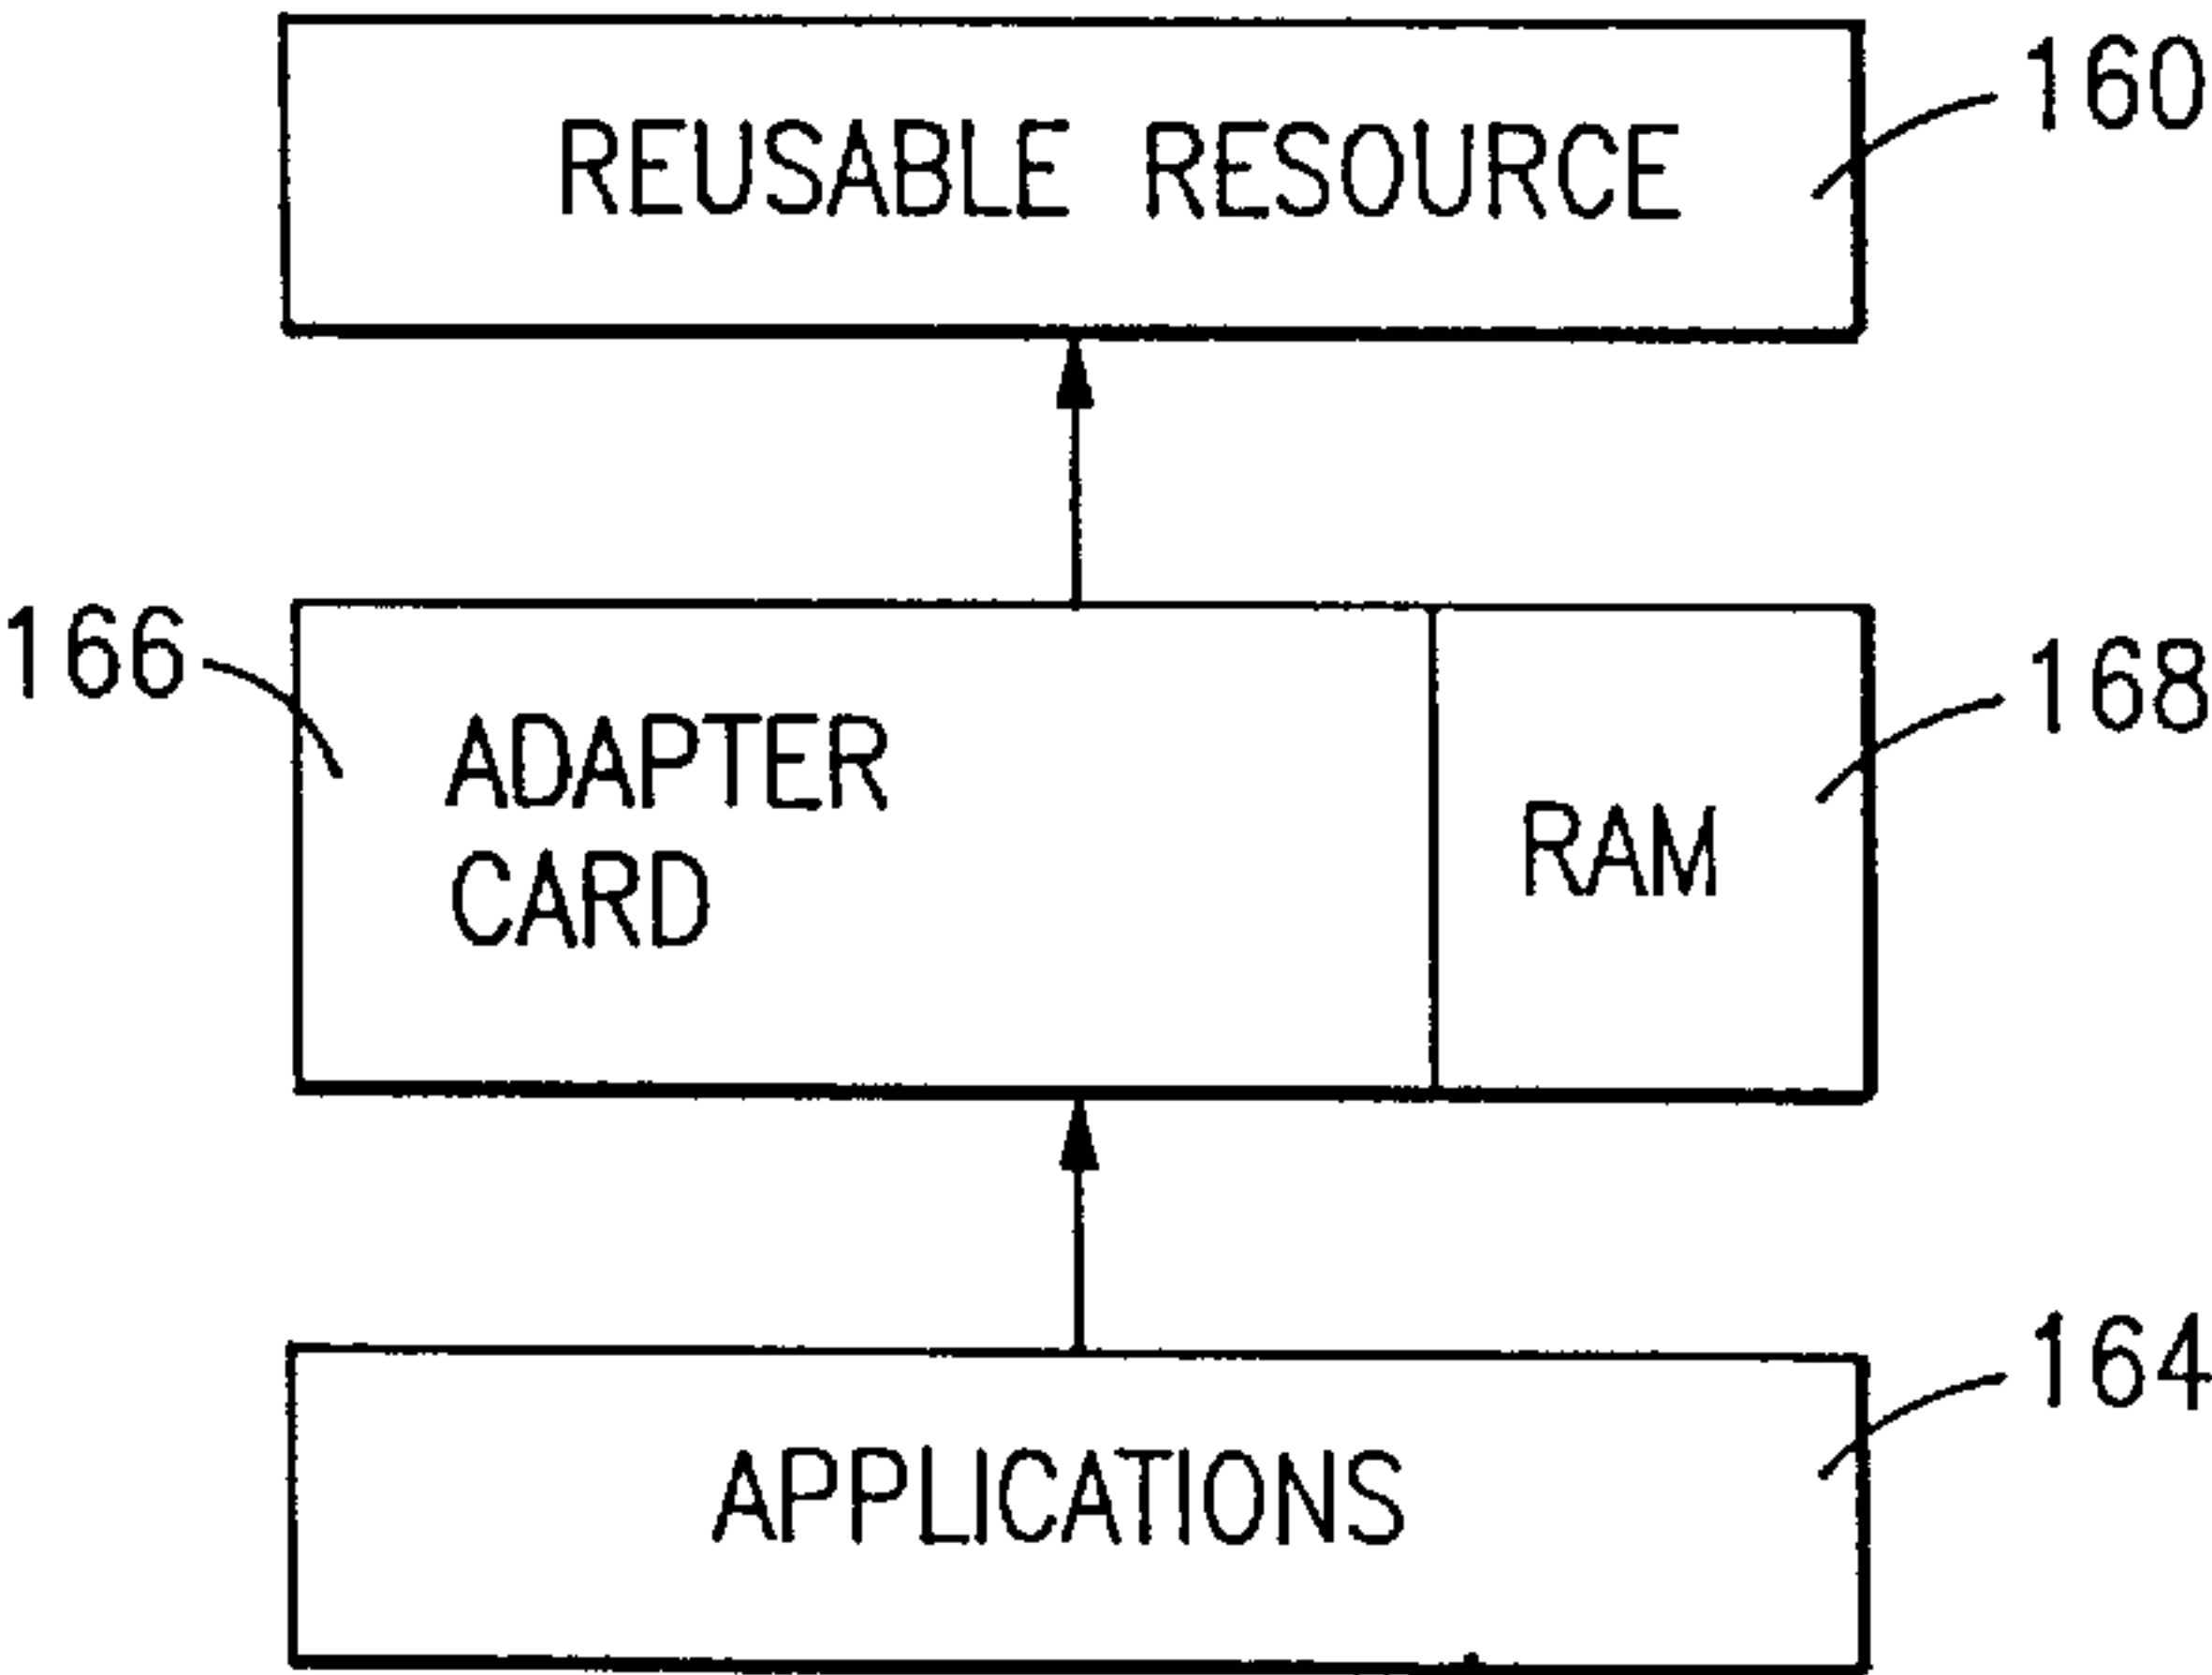 REUSABLE RESOURCE
160
166
ADAPTER
CARD
RAM
168
APPLICATIONS
164